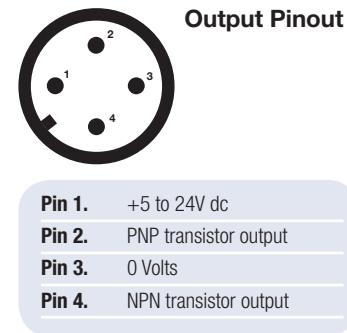 Output Pinout
2
1
3
4
Pin 1. +5 to 24V dc
Pin 2. PNP transistor output
Pin 3. 0 Volts
Pin 4. NPN transistor output